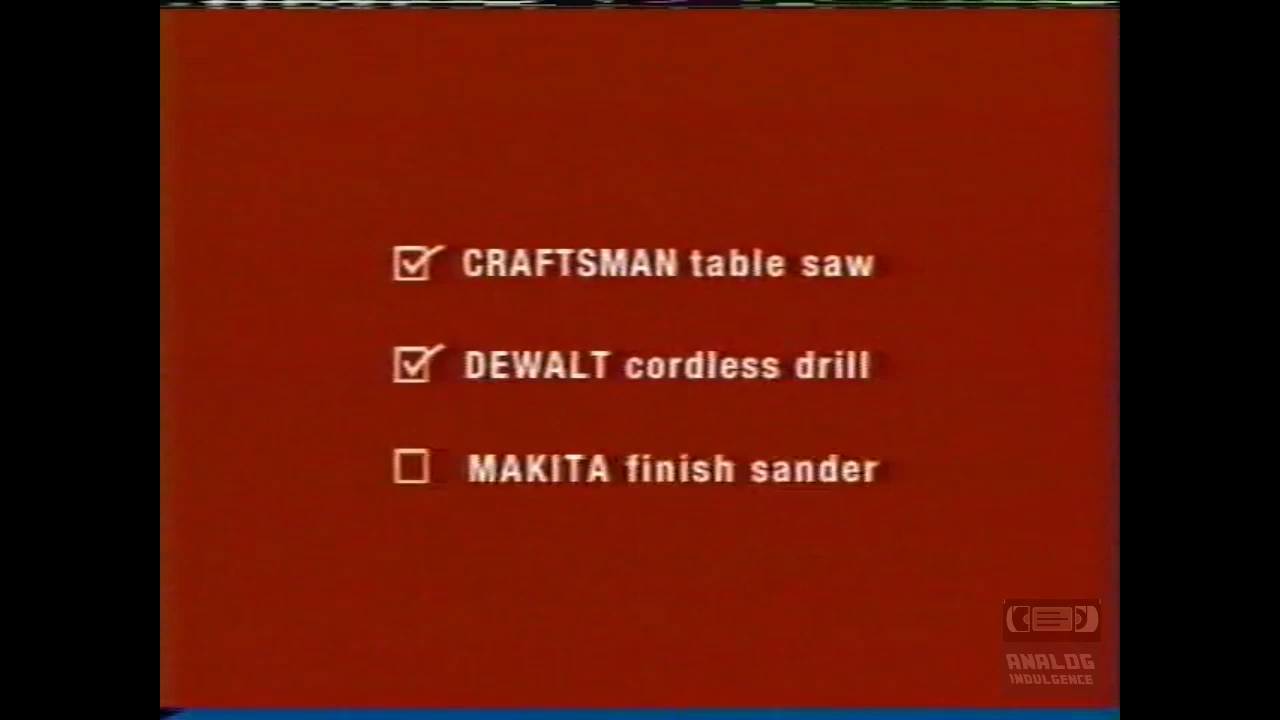 CRAFTSMAN table saw
DEWALT cordless drill
MAKITA finish sander
ANALOG
INDULGENCE